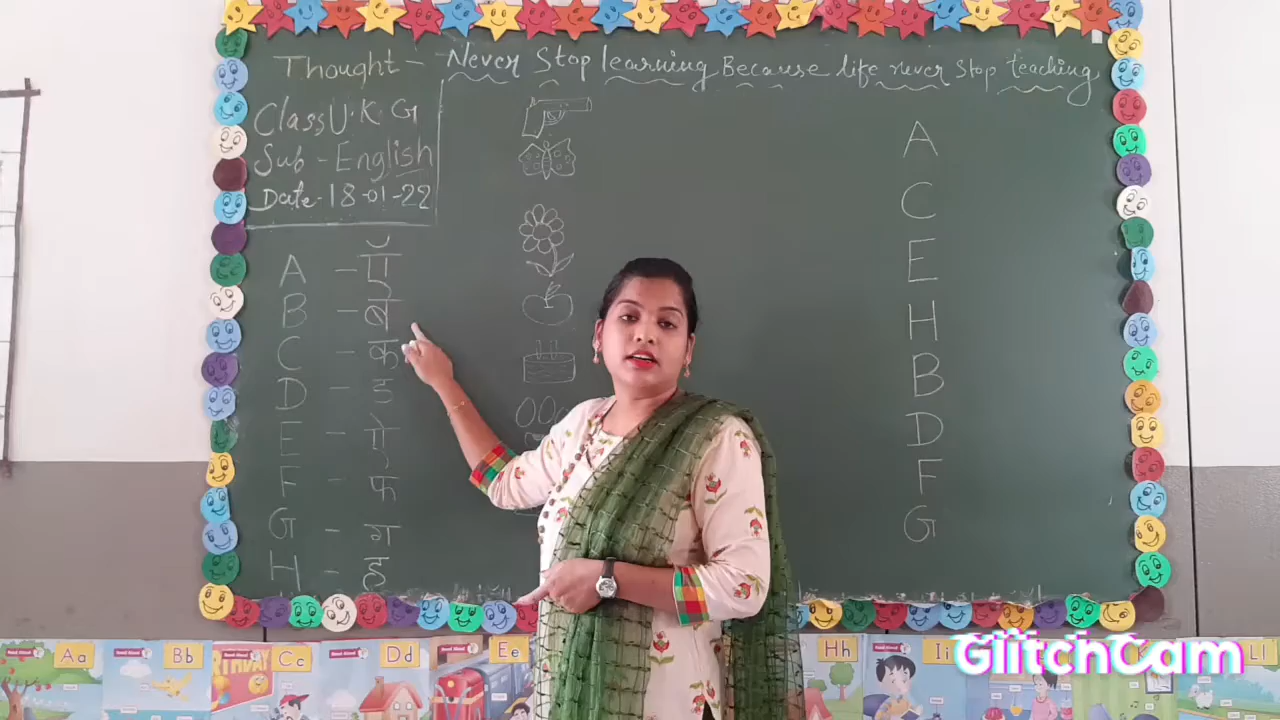 Thought - Never Stop learning Because life never stop teaching
Class U.K.G
Sub - English
Date - 18-01-22
A - ऍ
B - ब
C - क
D - ड
E - ऐ
F - फ
G - ग
H - ह
A
C
E
H
B
D
F
G
Aa
Bb
BIRTHDAY
Cc
Dd
Ee
Hh
Ii
Ll
GlitchCam